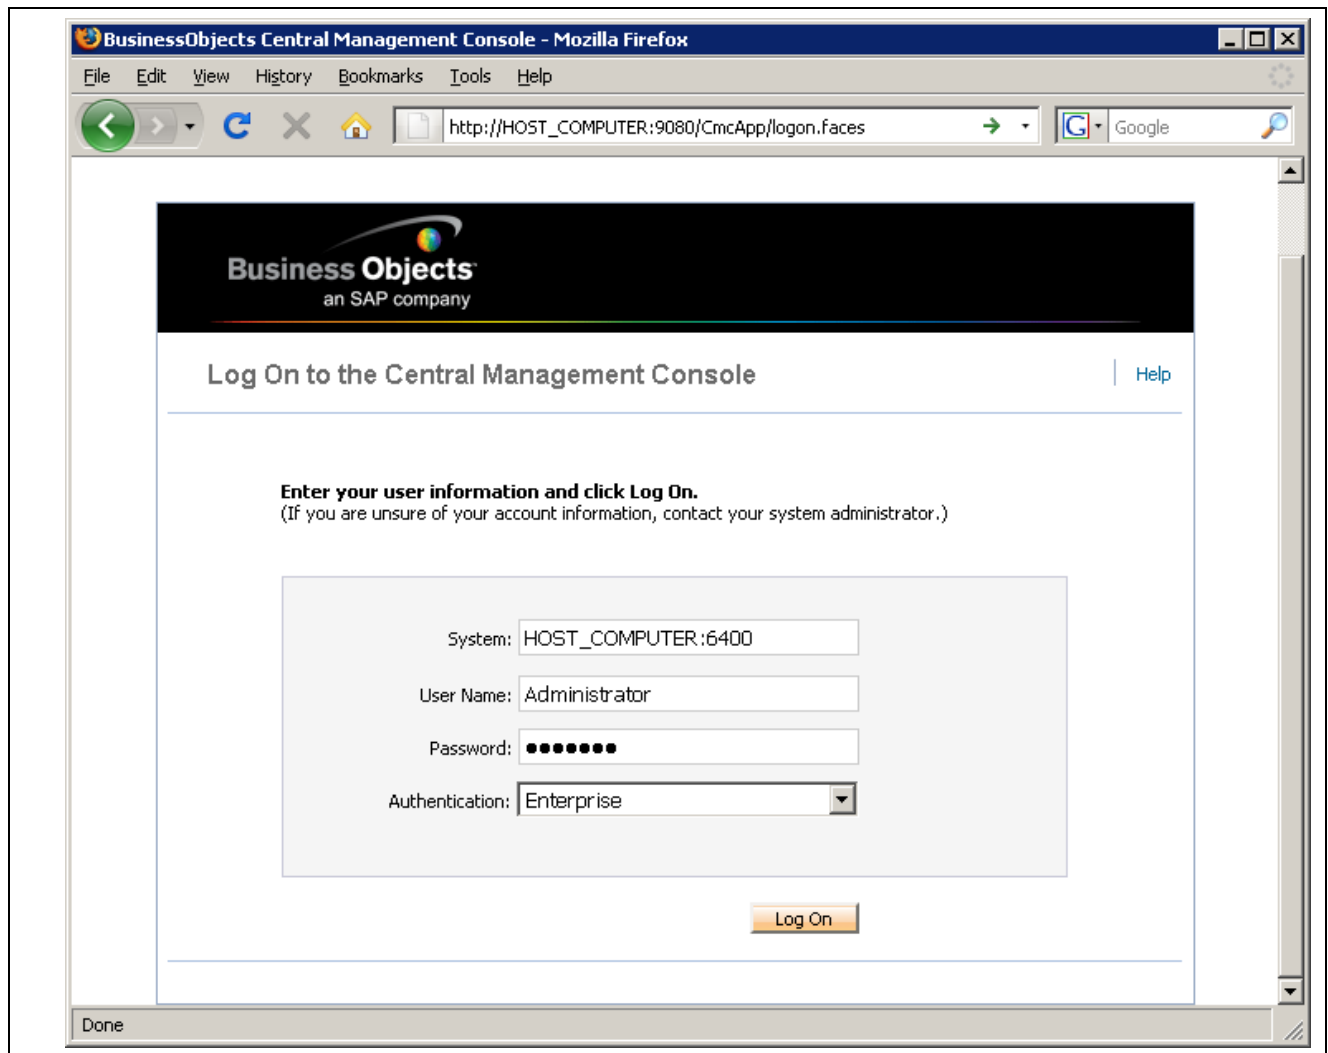 BusinessObjects Central Management Console - Mozilla Firefox
File Edit View History Bookmarks Tools Help
http://HOST_COMPUTER:9080/CmcApp/logon.faces
G Google
Business Objects
an SAP company
Log On to the Central Management Console
Help
Enter your user information and click Log On.
(If you are unsure of your account information, contact your system administrator.)
System: HOST_COMPUTER:6400
User Name: Administrator
Password: •••••••
Authentication: Enterprise
Log On
Done